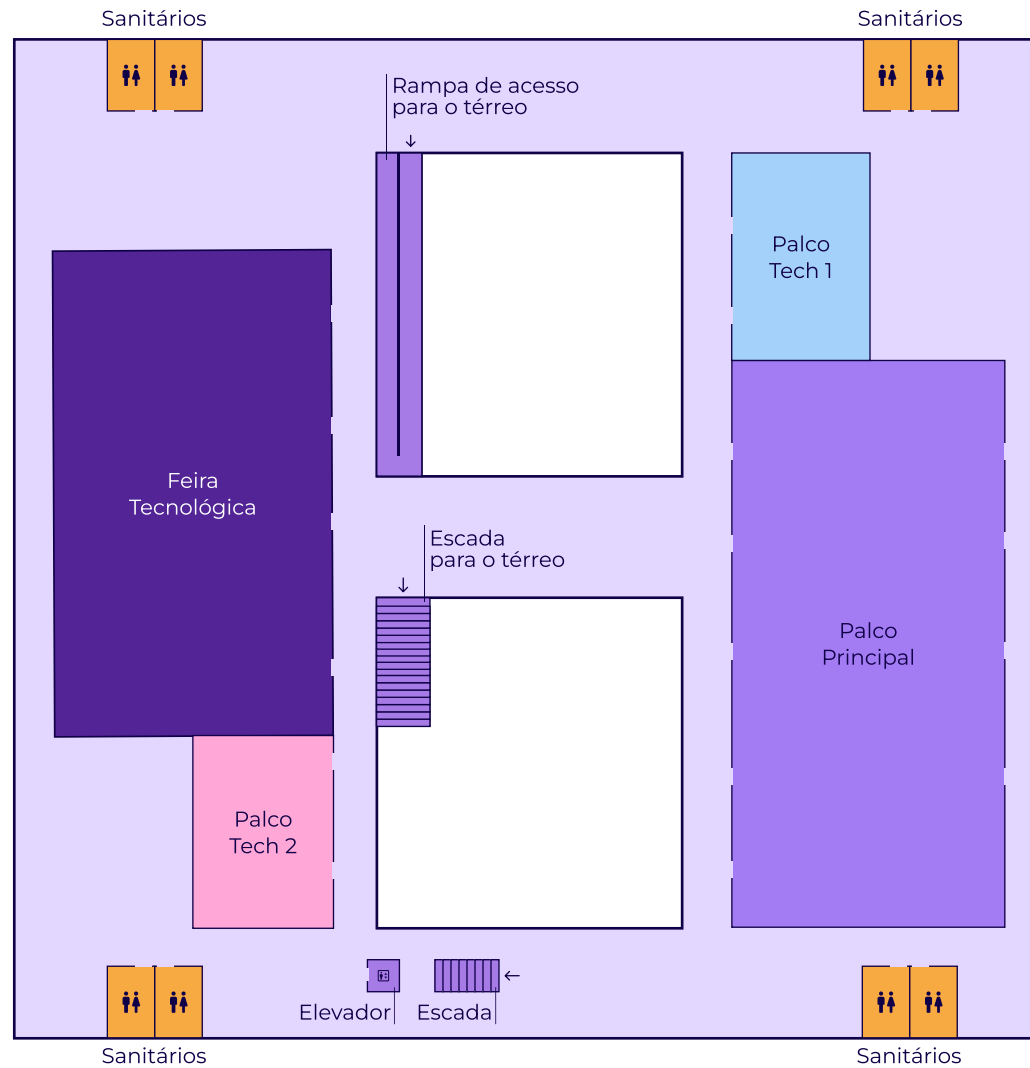 Sanitários
Sanitários
Rampa de acesso
para o térreo
Palco
Tech 1
Feira
Tecnológica
Escada
para o térreo
Palco
Principal
Palco
Tech 2
Elevador
Escada
Sanitários
Sanitários